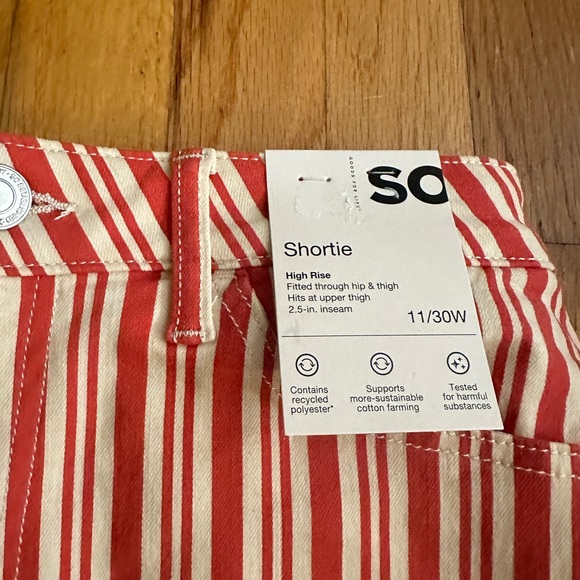 SO
GOODS FOR LIFE
Shortie
High Rise
Fitted through hip & thigh
Hits at upper thigh
2.5-in. inseam
11/30W
Contains
recycled
polyester*
Supports
more-sustainable
cotton farming
Tested
for harmful
substances